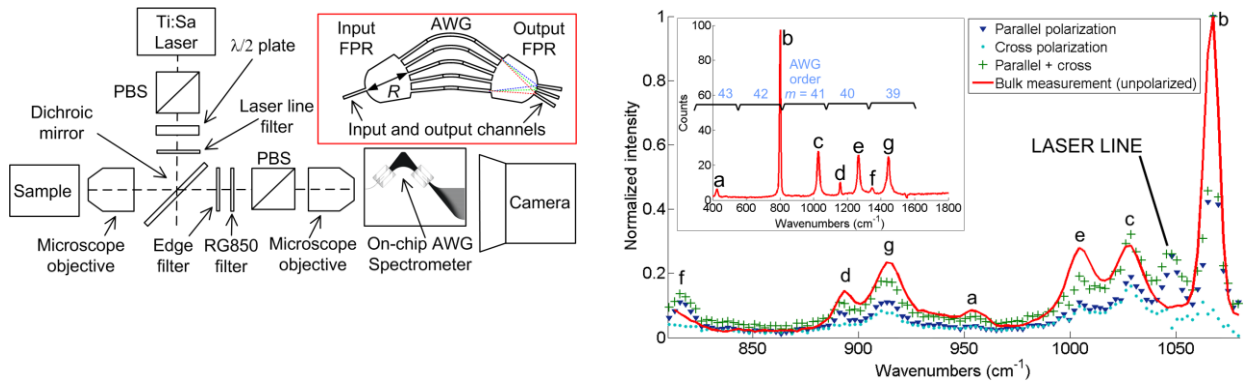 Ti:Sa
Laser
λ/2 plate
PBS
Laser line
filter
Dichroic
mirror
PBS
Sample
Camera
Microscope
objective
Edge
filter
RG850
filter
Microscope
objective
On-chip AWG
Spectrometer
Input
FPR
AWG
Output
FPR
R
Input and output channels
Normalized intensity
1
0.8
0.6
0.4
0.2
0
850
900
950
1000
1050
Wavenumbers (cm-1)
f
d
g
a
e
c
b
LASER LINE
Parallel polarization
Cross polarization
Parallel + cross
Bulk measurement (unpolarized)
Counts
100
80
60
40
20
0
400
600
800
1000
1200
1400
1600
1800
Wavenumbers (cm-1)
a
b
c
d
e
f
g
AWG
order
m = 41
43
42
40
39